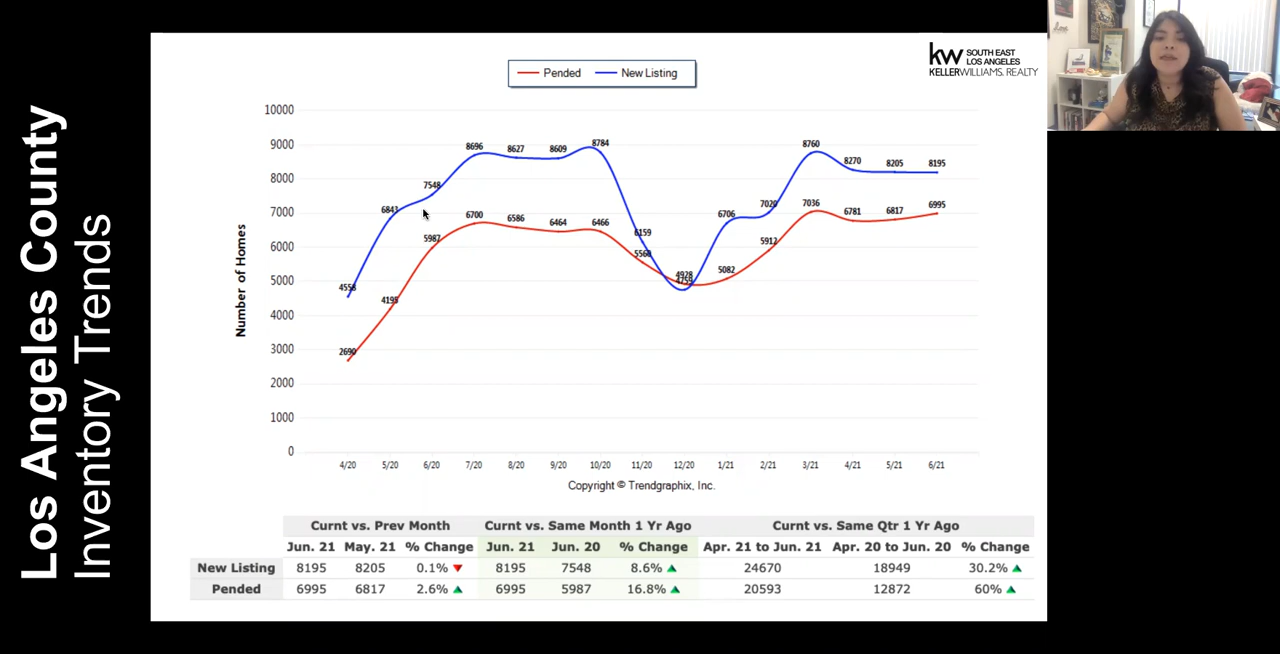 Los Angeles County
Inventory Trends
kw SOUTH EAST
LOS ANGELES
KELLERWILLIAMS. REALTY
Pended New Listing
Number of Homes
10000
9000
8000
7000
6000
5000
4000
3000
2000
1000
0
4558 6843 7548 8696 8627 8609 8784 6159 4759 6706 7020 8760 8270 8205 8195
2690 4195 5987 6700 6586 6464 6466 5560 4928 5082 5912 7036 6781 6817 6995
4/20 5/20 6/20 7/20 8/20 9/20 10/20 11/20 12/20 1/21 2/21 3/21 4/21 5/21 6/21
Copyright © Trendgraphix, Inc.
Curnt vs. Prev Month Curnt vs. Same Month 1 Yr Ago Curnt vs. Same Qtr 1 Yr Ago
Jun. 21 May. 21 % Change Jun. 21 Jun. 20 % Change Apr. 21 to Jun. 21 Apr. 20 to Jun. 20 % Change
New Listing 8195 8205 0.1% 8195 7548 8.6% 24670 18949 30.2%
Pended 6995 6817 2.6% 6995 5987 16.8% 20593 12872 60%